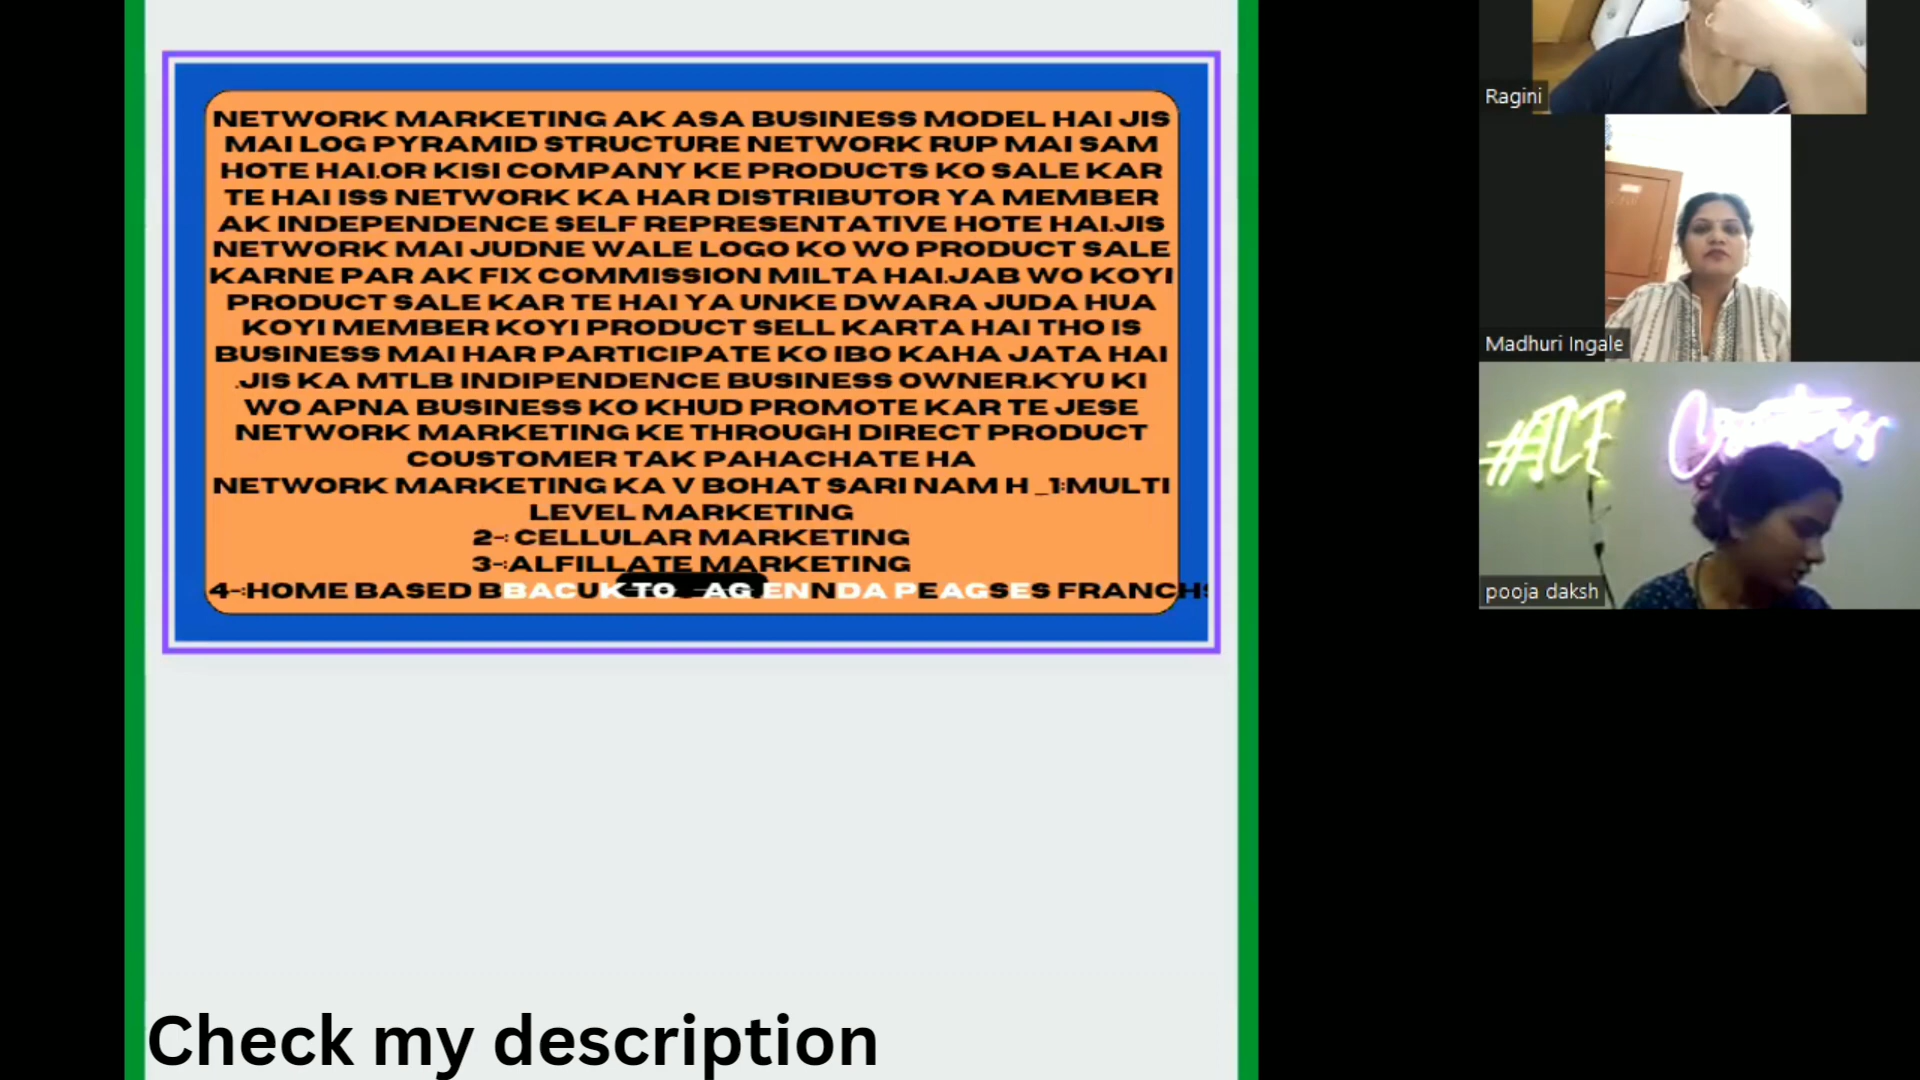 NETWORK MARKETING AK ASA BUSINESS MODEL HAI JIS
MAI LOG PYRAMID STRUCTURE NETWORK RUP MAI SAM
HOTE HAI.OR KISI COMPANY KE PRODUCTS KO SALE KAR
TE HAI ISS NETWORK KA HAR DISTRIBUTOR YA MEMBER
AK INDEPENDENCE SELF REPRESENTATIVE HOTE HAI.JIS
NETWORK MAI JUDNE WALE LOGO KO WO PRODUCT SALE
KARNE PAR AK FIX COMMISSION MILTA HAI.JAB WO KOYI
PRODUCT SALE KAR TE HAI YA UNKE DWARA JUDA HUA
KOYI MEMBER KOYI PRODUCT SELL KARTA HAI THO IS
BUSINESS MAI HAR PARTICIPATE KO IBO KAHA JATA HAI
.JIS KA MTLB INDIPENDENCE BUSINESS OWNER.KYU KI
WO APNA BUSINESS KO KHUD PROMOTE KAR TE JESE
NETWORK MARKETING KE THROUGH DIRECT PRODUCT
COUSTOMER TAK PAHACHATE HA
NETWORK MARKETING KA V BOHAT SARI NAM H _1:MULTI
LEVEL MARKETING
2-: CELLULAR MARKETING
3-:ALFILLATE MARKETING
4-:HOME BASED
Check my description
Ragini
Madhuri Ingale
pooja daksh